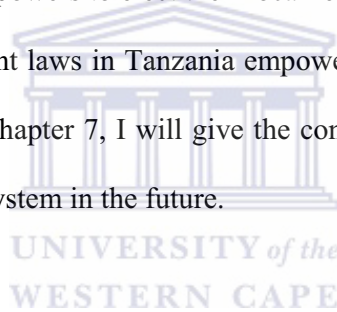 nt laws in Tanzania empowe
hapter 7, I will give the con
ystem in the future.
UNIVERSITY of the
WESTERN CAPE